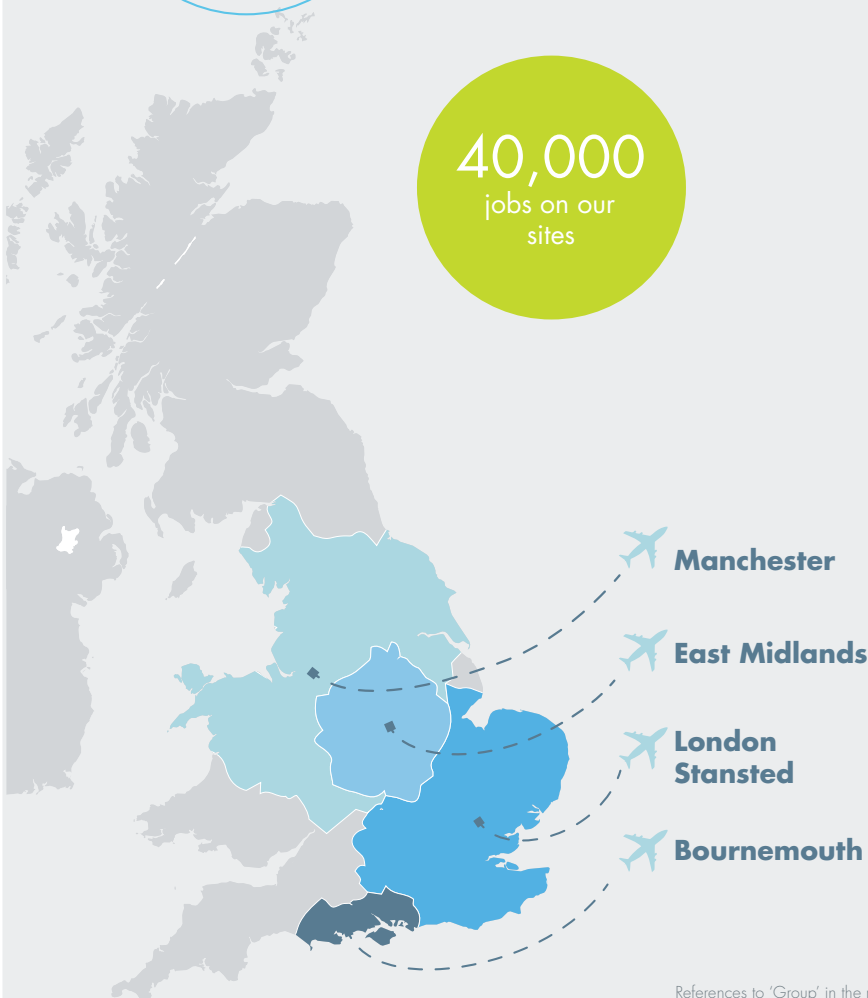 40,000
jobs on our
sites
Manchester
East Midlands
London
Stansted
Bournemouth
References to ‘Group’ in the